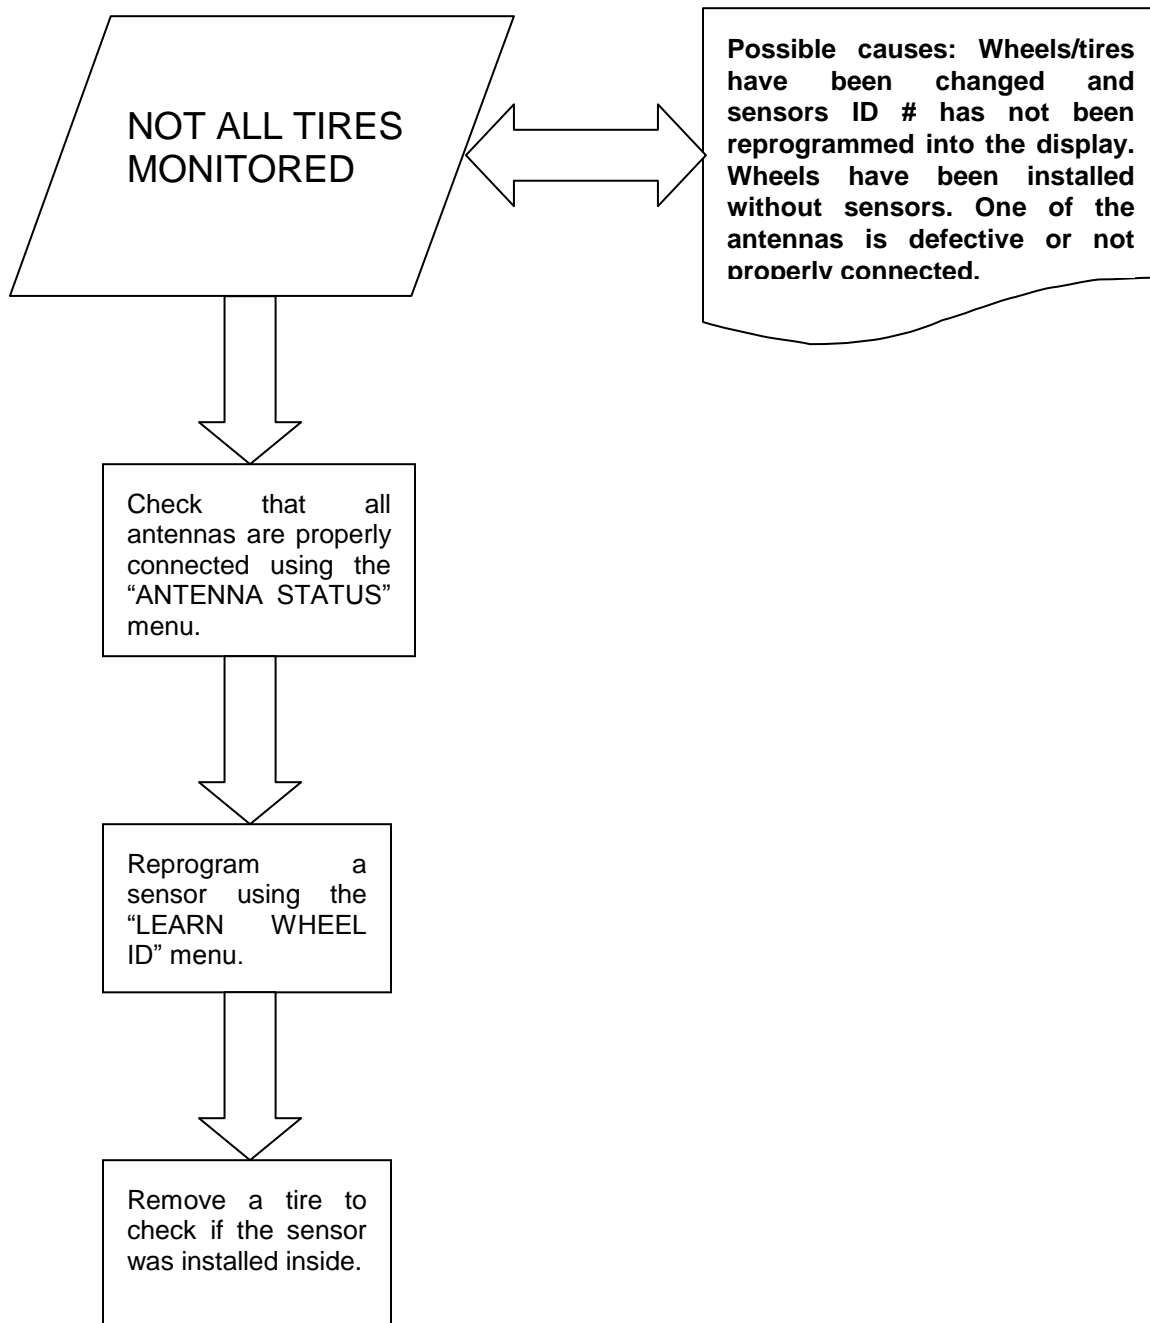 NOT ALL TIRES
MONITORED
Possible causes: Wheels/tires
have been changed and
sensors ID # has not been
reprogrammed into the display.
Wheels have been installed
without sensors. One of the
antennas is defective or not
properly connected.
Check that all
antennas are properly
connected using the
“ANTENNA STATUS”
menu.
Reprogram a
sensor using the
“LEARN WHEEL
ID” menu.
Remove a tire to
check if the sensor
was installed inside.